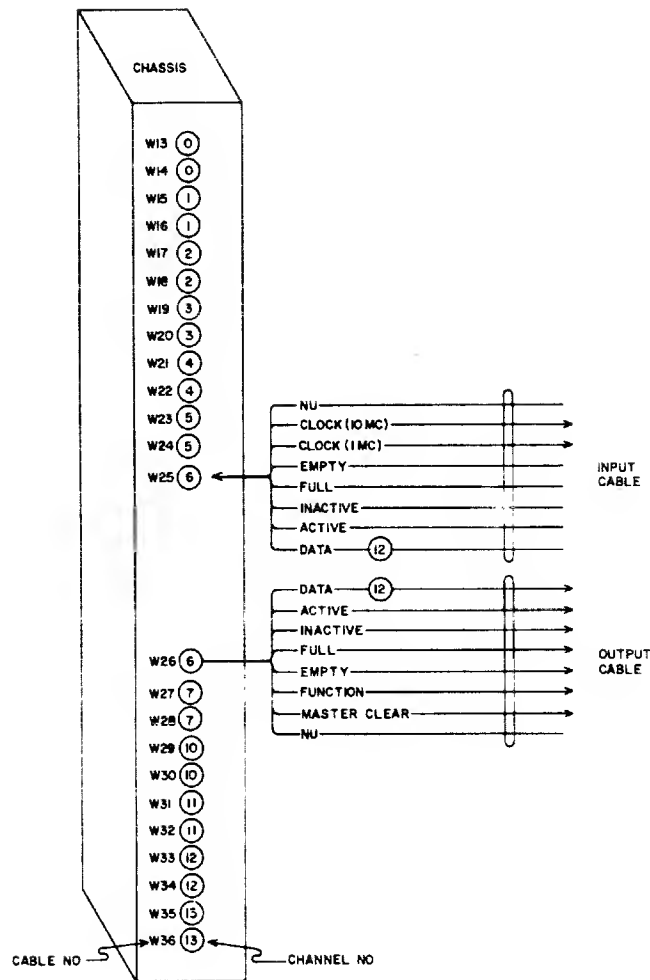 CHASSIS
W13 0
W14 0
W15 1
W16 1
W17 2
W18 2
W19 3
W20 3
W21 4
W22 4
W23 5
W24 5
W25 6
NU
CLOCK (10 MC)
CLOCK (1 MC)
EMPTY
FULL
INACTIVE
ACTIVE
DATA 12
INPUT
CABLE
DATA 12
ACTIVE
INACTIVE
FULL
EMPTY
FUNCTION
MASTER CLEAR
NU
OUTPUT
CABLE
W26 6
W27 7
W28 7
W29 10
W30 10
W31 11
W32 11
W33 12
W34 12
W35 13
W36 13
CABLE NO
CHANNEL NO